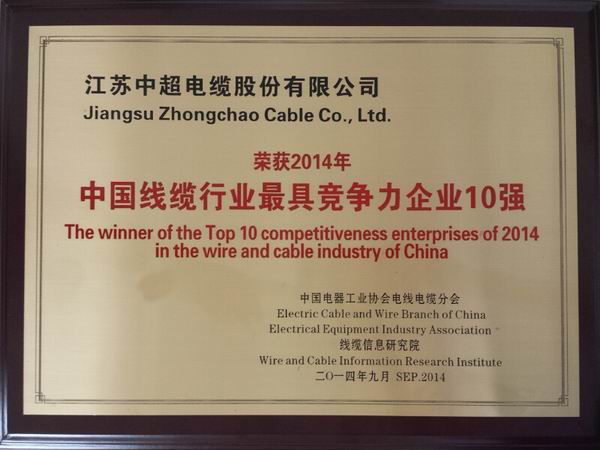 江苏中超电缆股份有限公司
Jiangsu Zhongchao Cable Co., Ltd.
荣获2014年
中国线缆行业最具竞争力企业10强
The winner of the Top 10 competitiveness enterprises of 2014
in the wire and cable industry of China
中国电器工业协会电线电缆分会
Electric Cable and Wire Branch of China
Electrical Equipment Industry Association
线缆信息研究院
Wire and Cable Information Research Institute
二〇一四年九月 SEP.2014